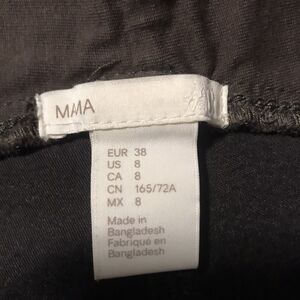 MAMA
EUR 38
US 8
CA 8
CN 165/72A
MX 8
Made in
Bangladesh
Fabriqué en
Bangladesh